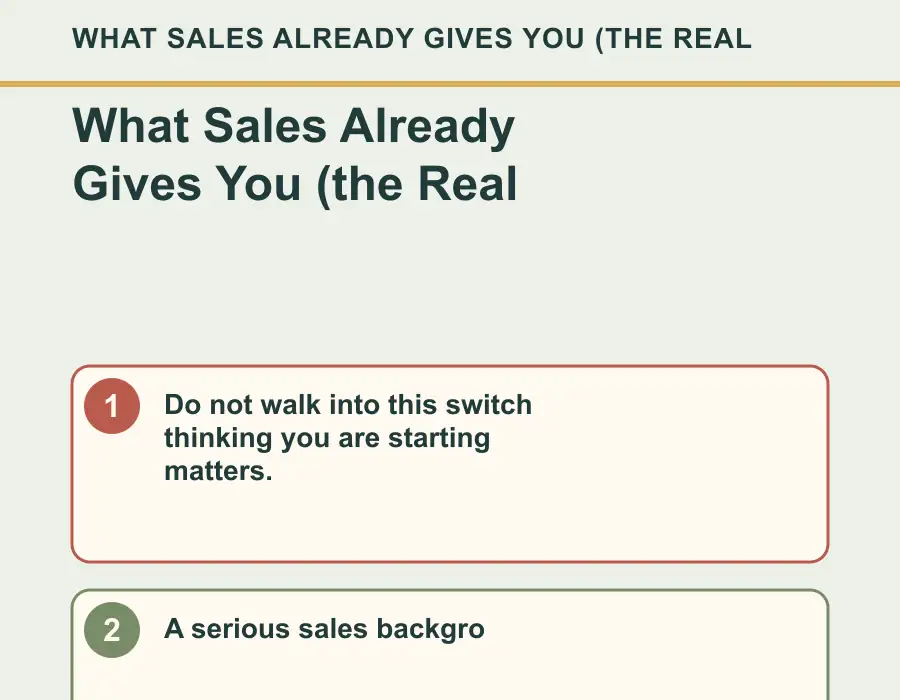 WHAT SALES ALREADY GIVES YOU (THE REAL
What Sales Already
Gives You (the Real
1
Do not walk into this switch
thinking you are starting
matters.
2
A serious sales backgro